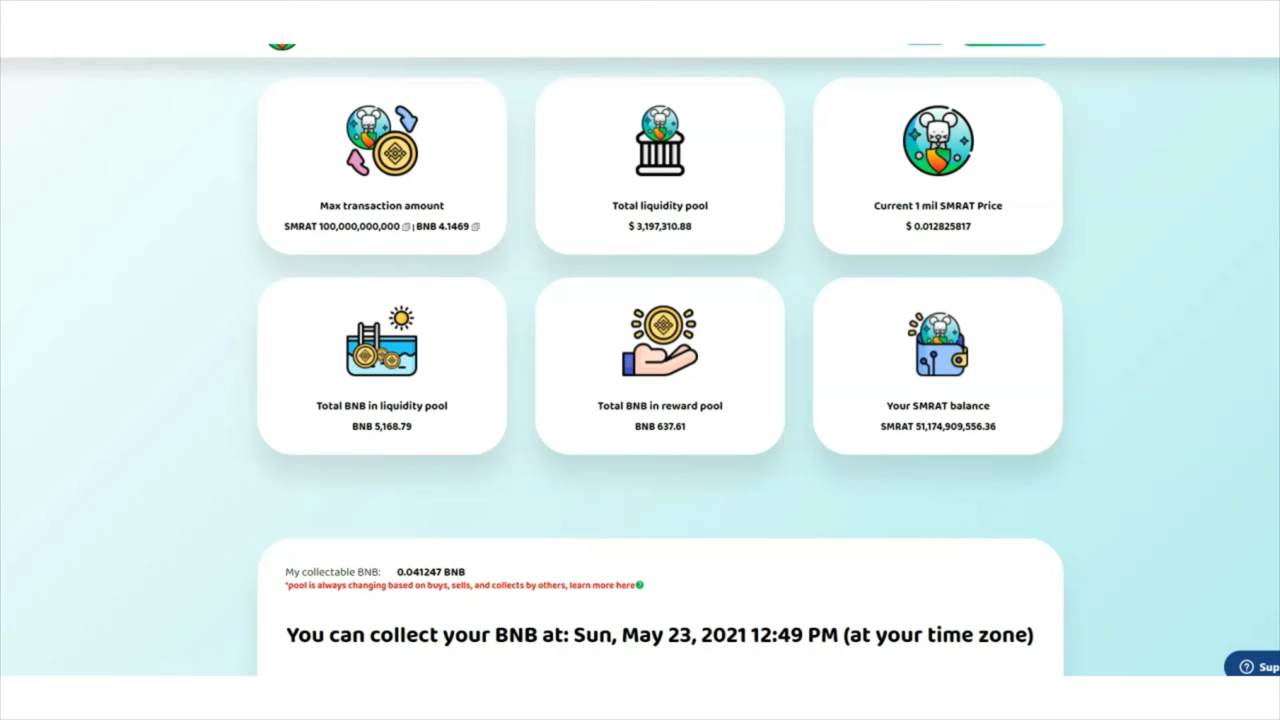 Max transaction amount
SMRAT 100,000,000,000 | BNB 4.1469
Total liquidity pool
$ 3,197,310.88
Current 1 mil SMRAT Price
$ 0.012825817
Total BNB in liquidity pool
BNB 5,168.79
Total BNB in reward pool
BNB 637.61
Your SMRAT balance
SMRAT 51,174,909,556.36
My collectable BNB: 0.041247 BNB
*pool is always changing based on buys, sells, and collects by others, learn more here
You can collect your BNB at: Sun, May 23, 2021 12:49 PM (at your time zone)
Sup